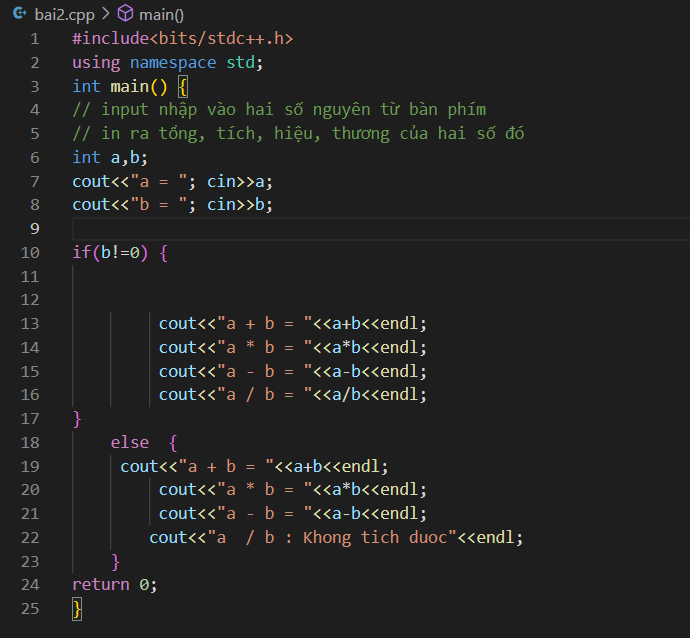 bai2.cpp > main()
1 #include<bits/stdc++.h>
2 using namespace std;
3 int main() {
4 // input nhập vào hai số nguyên từ bàn phím
5 // in ra tổng, tích, hiệu, thương của hai số đó
6 int a,b;
7 cout<<"a = "; cin>>a;
8 cout<<"b = "; cin>>b;
9
10 if(b!=0) {
11
12
13 cout<<"a + b = "<<a+b<<endl;
14 cout<<"a * b = "<<a*b<<endl;
15 cout<<"a - b = "<<a-b<<endl;
16 cout<<"a / b = "<<a/b<<endl;
17 }
18 else  {
19 cout<<"a + b = "<<a+b<<endl;
20 cout<<"a * b = "<<a*b<<endl;
21 cout<<"a - b = "<<a-b<<endl;
22 cout<<"a  / b : Khong tich duoc"<<endl;
23 }
24 return 0;
25 }